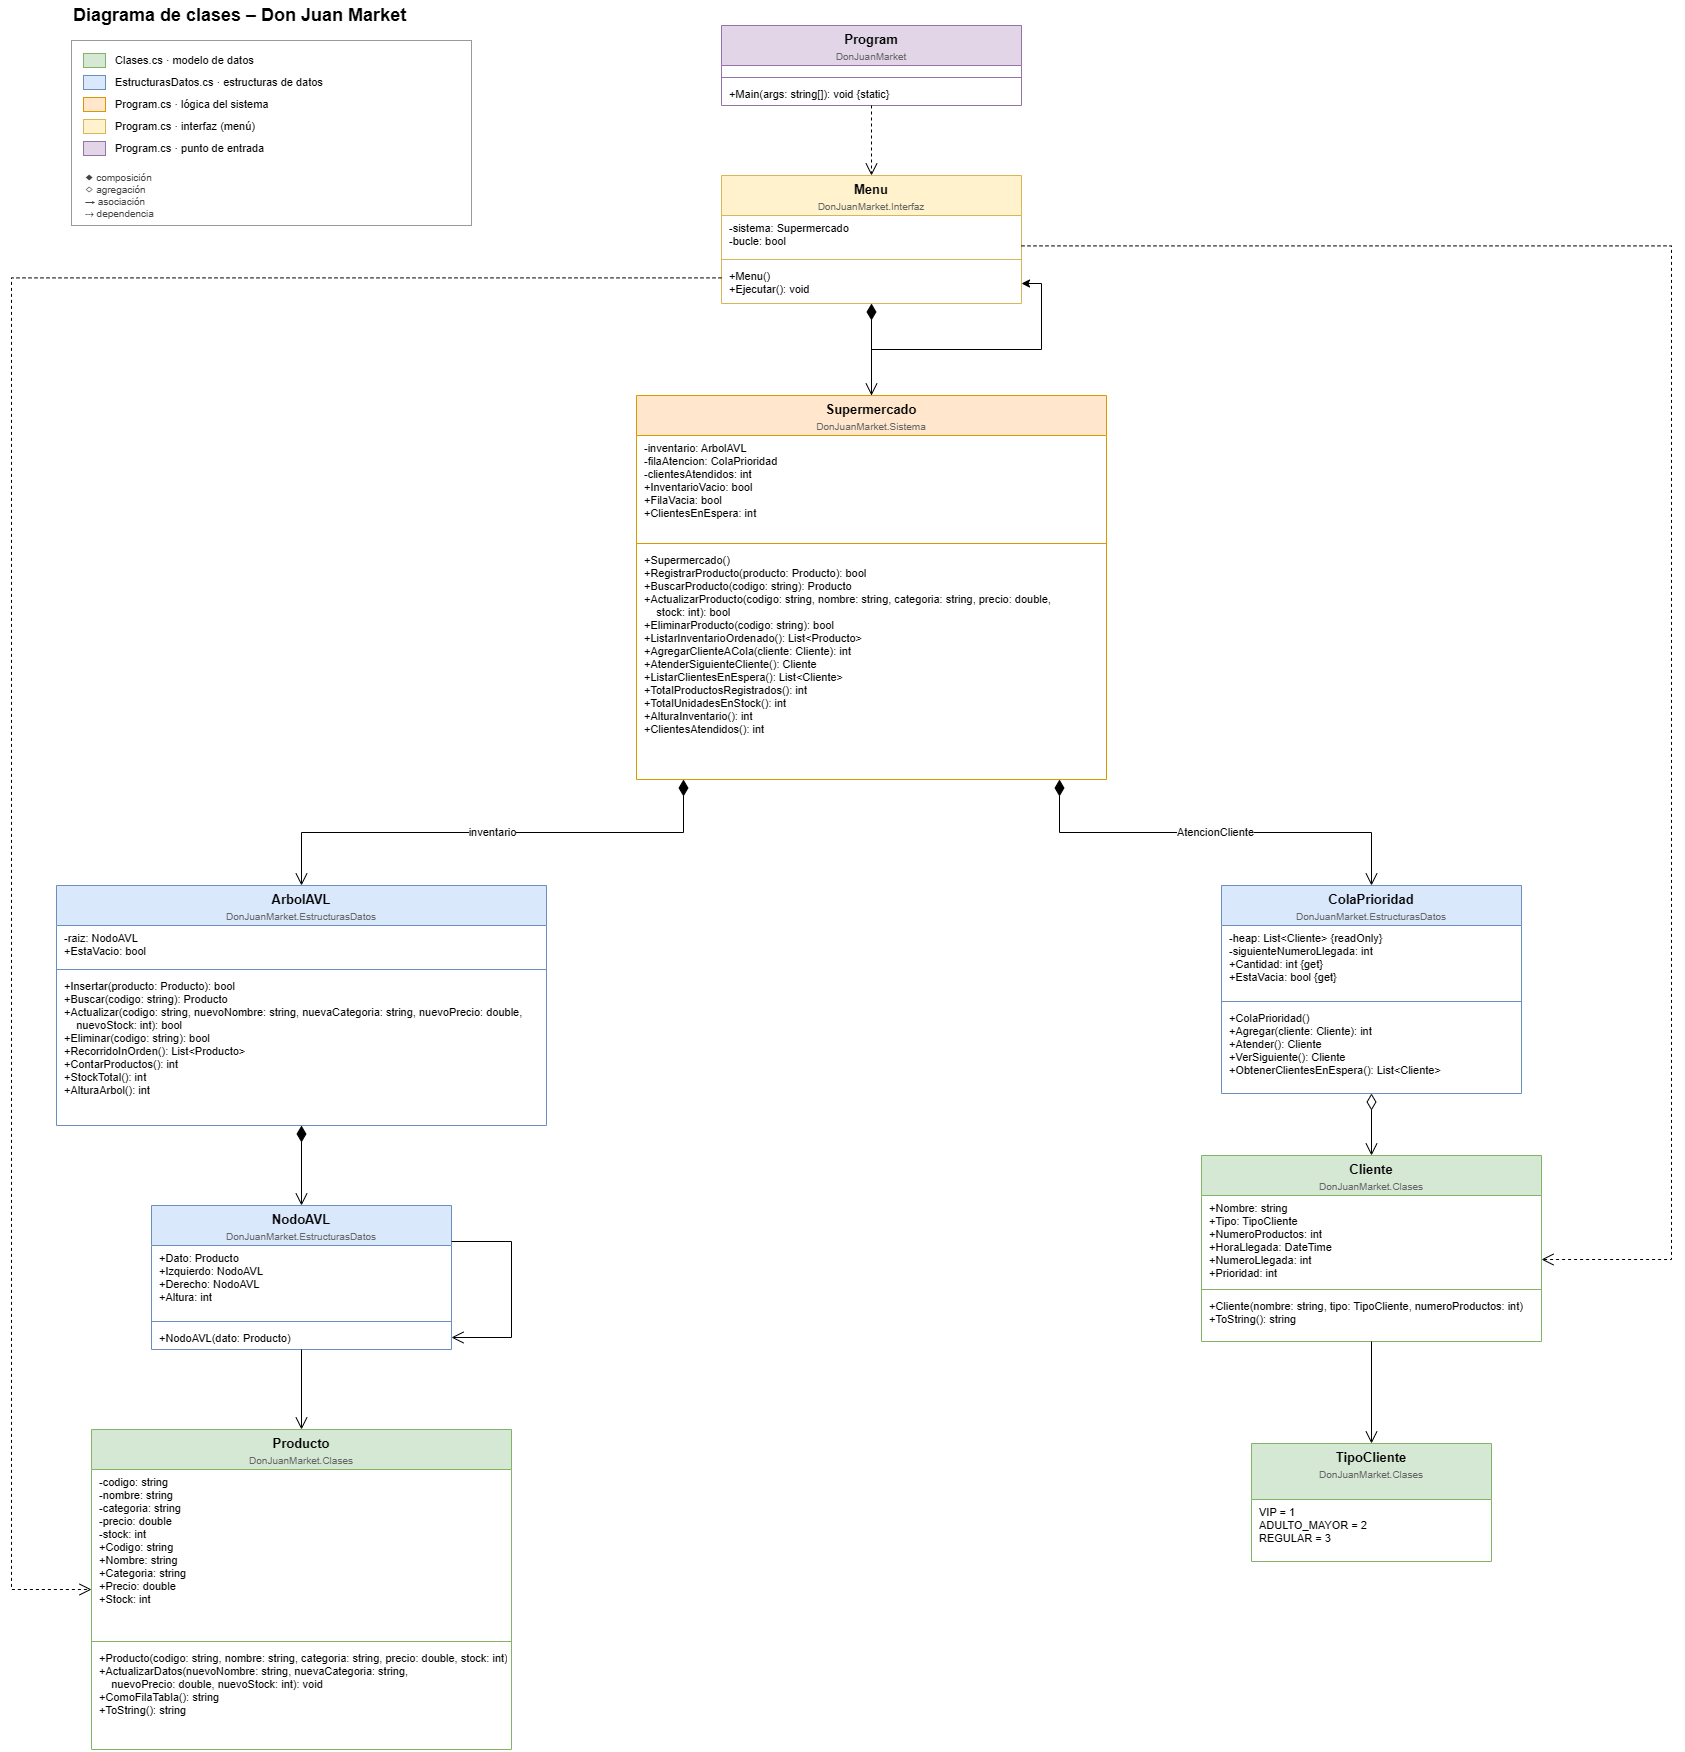 Diagrama de clases – Don Juan Market
Clases.cs · modelo de datos
EstructurasDatos.cs · estructuras de datos
Program.cs · lógica del sistema
Program.cs · interfaz (menú)
Program.cs · punto de entrada
◆ composición
◇ agregación
→ asociación
→ dependencia
Program
DonJuanMarket
+Main(args: string[]): void {static}
Menu
DonJuanMarket.Interfaz
-sistema: Supermercado
-bucle: bool
+Menu()
+Ejecutar(): void
Supermercado
DonJuanMarket.Sistema
-inventario: ArbolAVL
-filaAtencion: ColaPrioridad
-clientesAtendidos: int
+InventarioVacio: bool
+FilaVacia: bool
+ClientesEnEspera: int
+Supermercado()
+RegistrarProducto(producto: Producto): bool
+BuscarProducto(codigo: string): Producto
+ActualizarProducto(codigo: string, nombre: string, categoria: string, precio: double,
stock: int): bool
+EliminarProducto(codigo: string): bool
+ListarInventarioOrdenado(): List<Producto>
+AgregarClienteACola(cliente: Cliente): int
+AtenderSiguienteCliente(): Cliente
+ListarClientesEnEspera(): List<Cliente>
+TotalProductosRegistrados(): int
+TotalUnidadesEnStock(): int
+AlturaInventario(): int
+ClientesAtendidos(): int
inventario
AtencionCliente
ArbolAVL
DonJuanMarket.EstructurasDatos
-raiz: NodoAVL
+EstaVacio: bool
+Insertar(producto: Producto): bool
+Buscar(codigo: string): Producto
+Actualizar(codigo: string, nuevoNombre: string, nuevaCategoria: string, nuevoPrecio: double,
nuevoStock: int): bool
+Eliminar(codigo: string): bool
+RecorridoInOrden(): List<Producto>
+ContarProductos(): int
+StockTotal(): int
+AlturaArbol(): int
ColaPrioridad
DonJuanMarket.EstructurasDatos
-heap: List<Cliente> {readOnly}
-siguienteNumeroLlegada: int
+Cantidad: int {get}
+EstaVacia: bool {get}
+ColaPrioridad()
+Agregar(cliente: Cliente): int
+Atender(): Cliente
+VerSiguiente(): Cliente
+ObtenerClientesEnEspera(): List<Cliente>
NodoAVL
DonJuanMarket.EstructurasDatos
+Dato: Producto
+Izquierdo: NodoAVL
+Derecho: NodoAVL
+Altura: int
+NodoAVL(dato: Producto)
Cliente
DonJuanMarket.Clases
+Nombre: string
+Tipo: TipoCliente
+NumeroProductos: int
+HoraLlegada: DateTime
+NumeroLlegada: int
+Prioridad: int
+Cliente(nombre: string, tipo: TipoCliente, numeroProductos: int)
+ToString(): string
Producto
DonJuanMarket.Clases
-codigo: string
-nombre: string
-categoria: string
-precio: double
-stock: int
+Codigo: string
+Nombre: string
+Categoria: string
+Precio: double
+Stock: int
+Producto(codigo: string, nombre: string, categoria: string, precio: double, stock: int)
+ActualizarDatos(nuevoNombre: string, nuevaCategoria: string,
nuevoPrecio: double, nuevoStock: int): void
+ComoFilaTabla(): string
+ToString(): string
TipoCliente
DonJuanMarket.Clases
VIP = 1
ADULTO_MAYOR = 2
REGULAR = 3